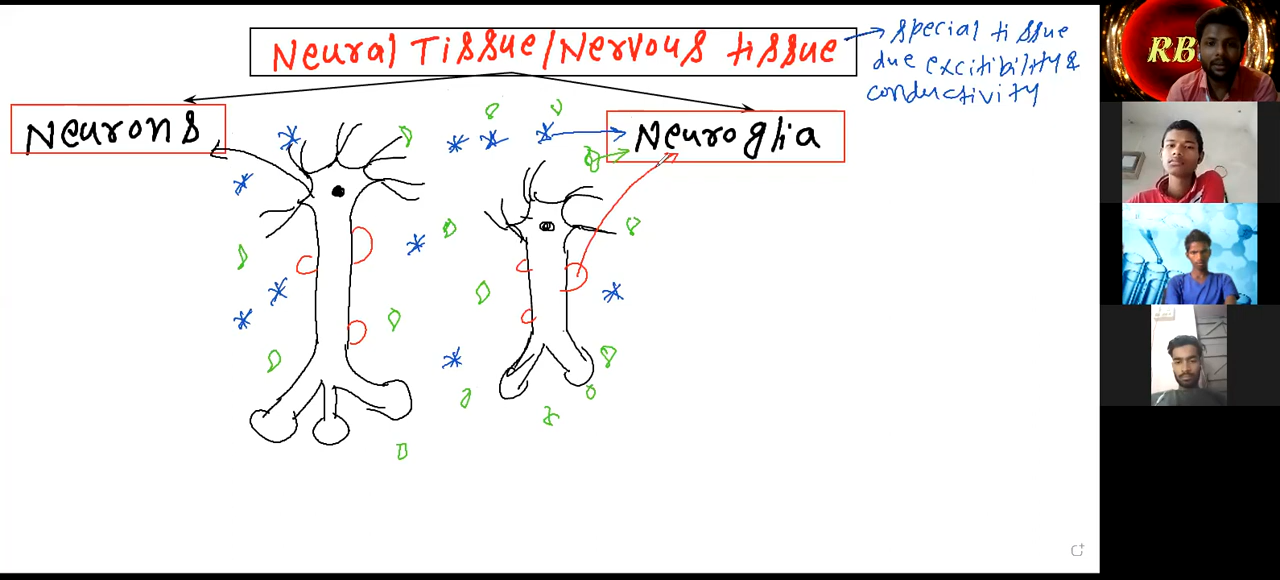 Neural Tissue/Nervous tissue
special tissue
due excitibility &
conductivity
Neurons
Neuroglia
RB